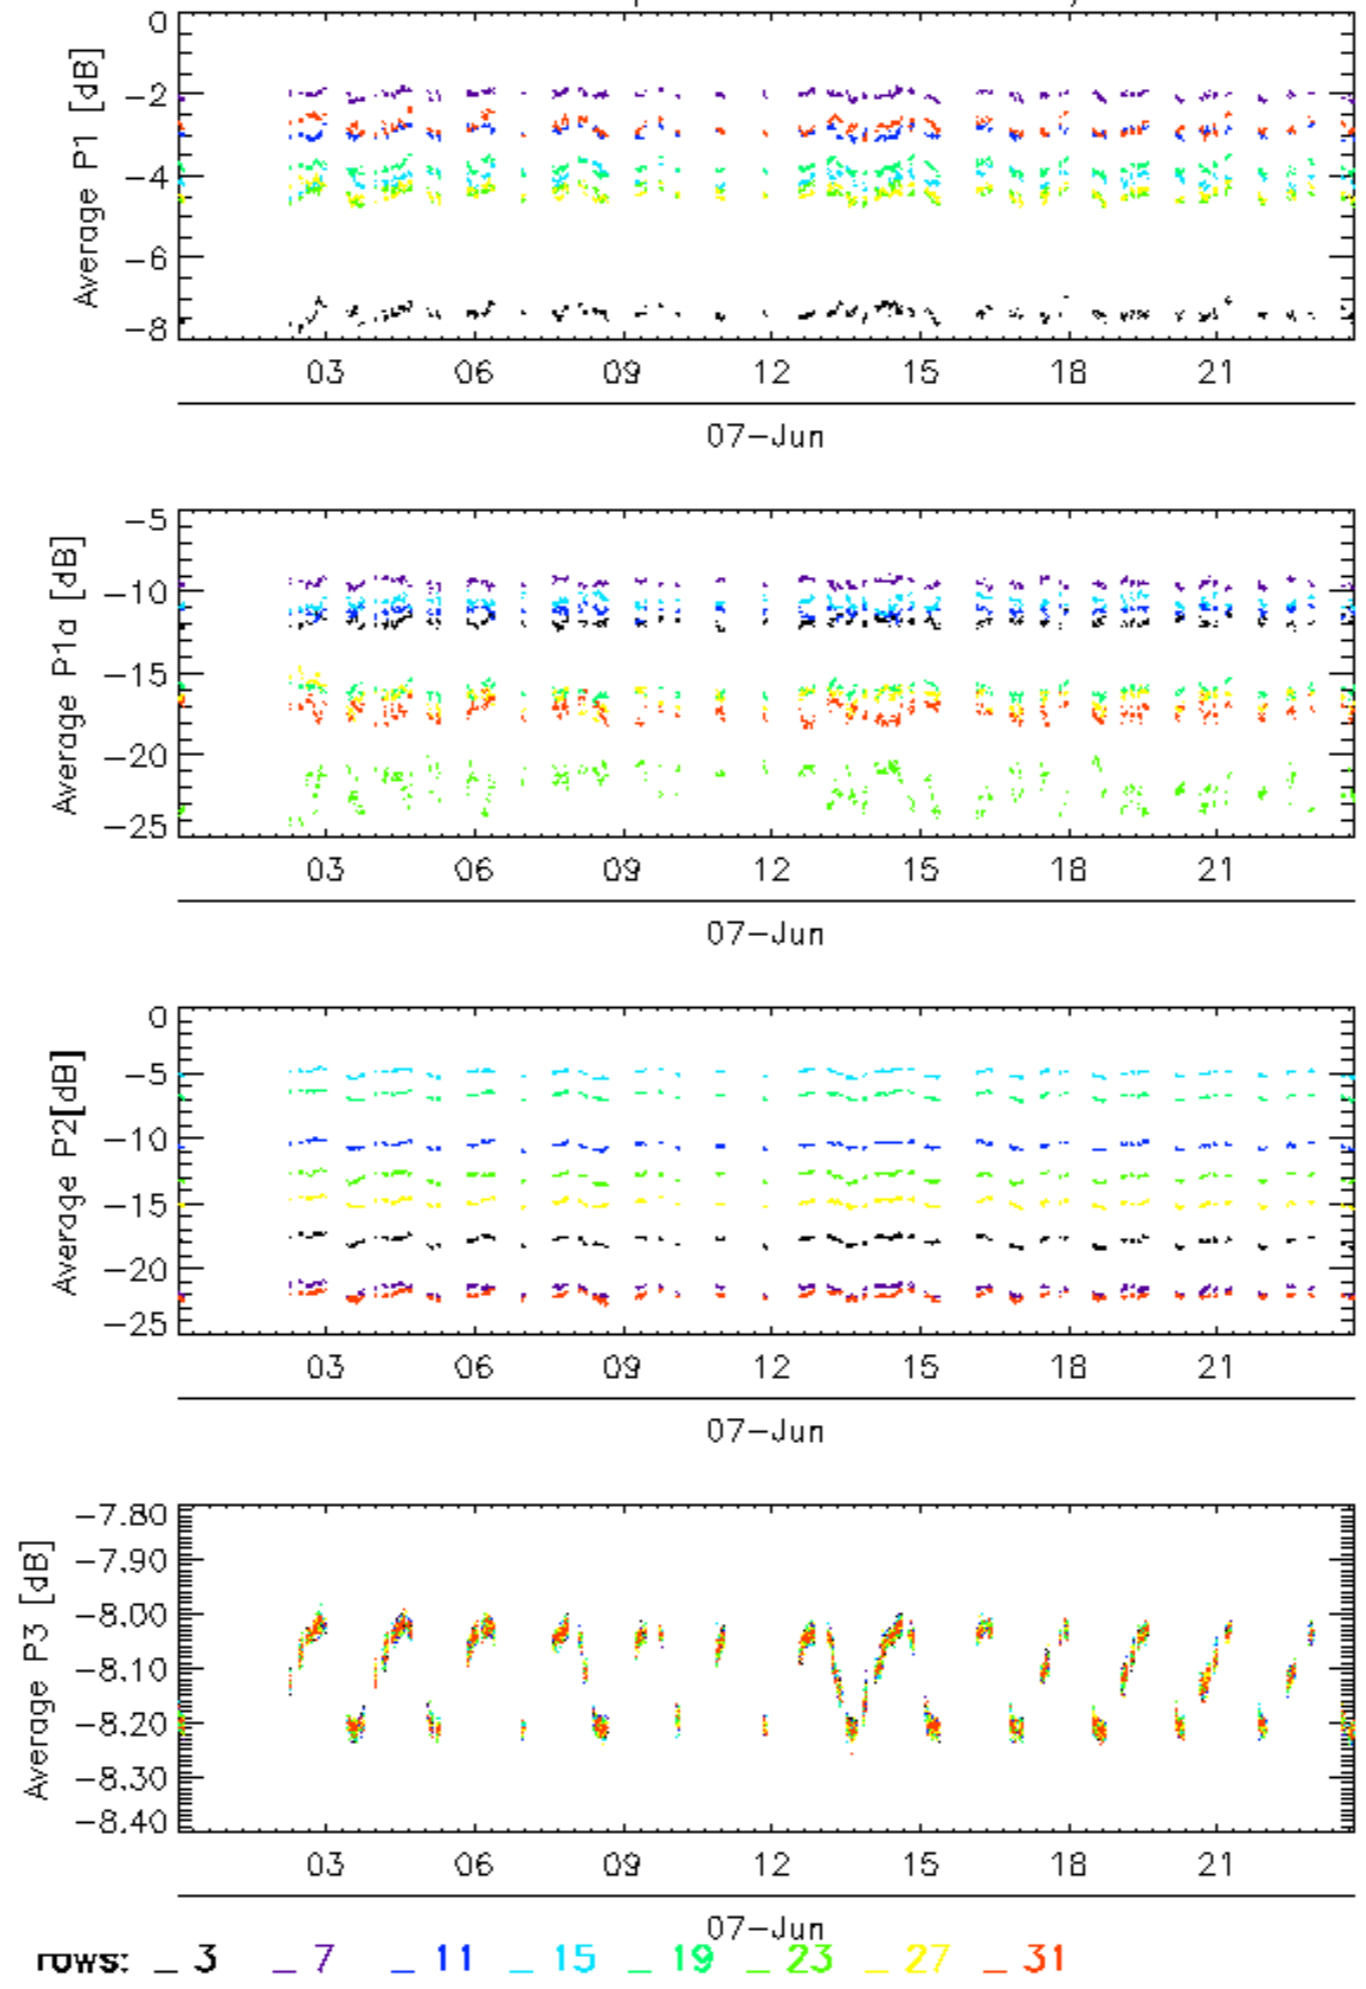 0
−2
−4
−6
−8
Average P1 [dB]
03 06 09 12 15 18 21
07−Jun
−5
−10
−15
−20
−25
Average P1a [dB]
03 06 09 12 15 18 21
07−Jun
0
−5
−10
−15
−20
−25
Average P2[dB]
03 06 09 12 15 18 21
07−Jun
−7.80
−7.90
−8.00
−8.10
−8.20
−8.30
−8.40
Average P3 [dB]
03 06 09 12 15 18 21
07−Jun
rows: _ 3 _ 7 _ 11 _ 15 _ 19 _ 23 _ 27 _ 31